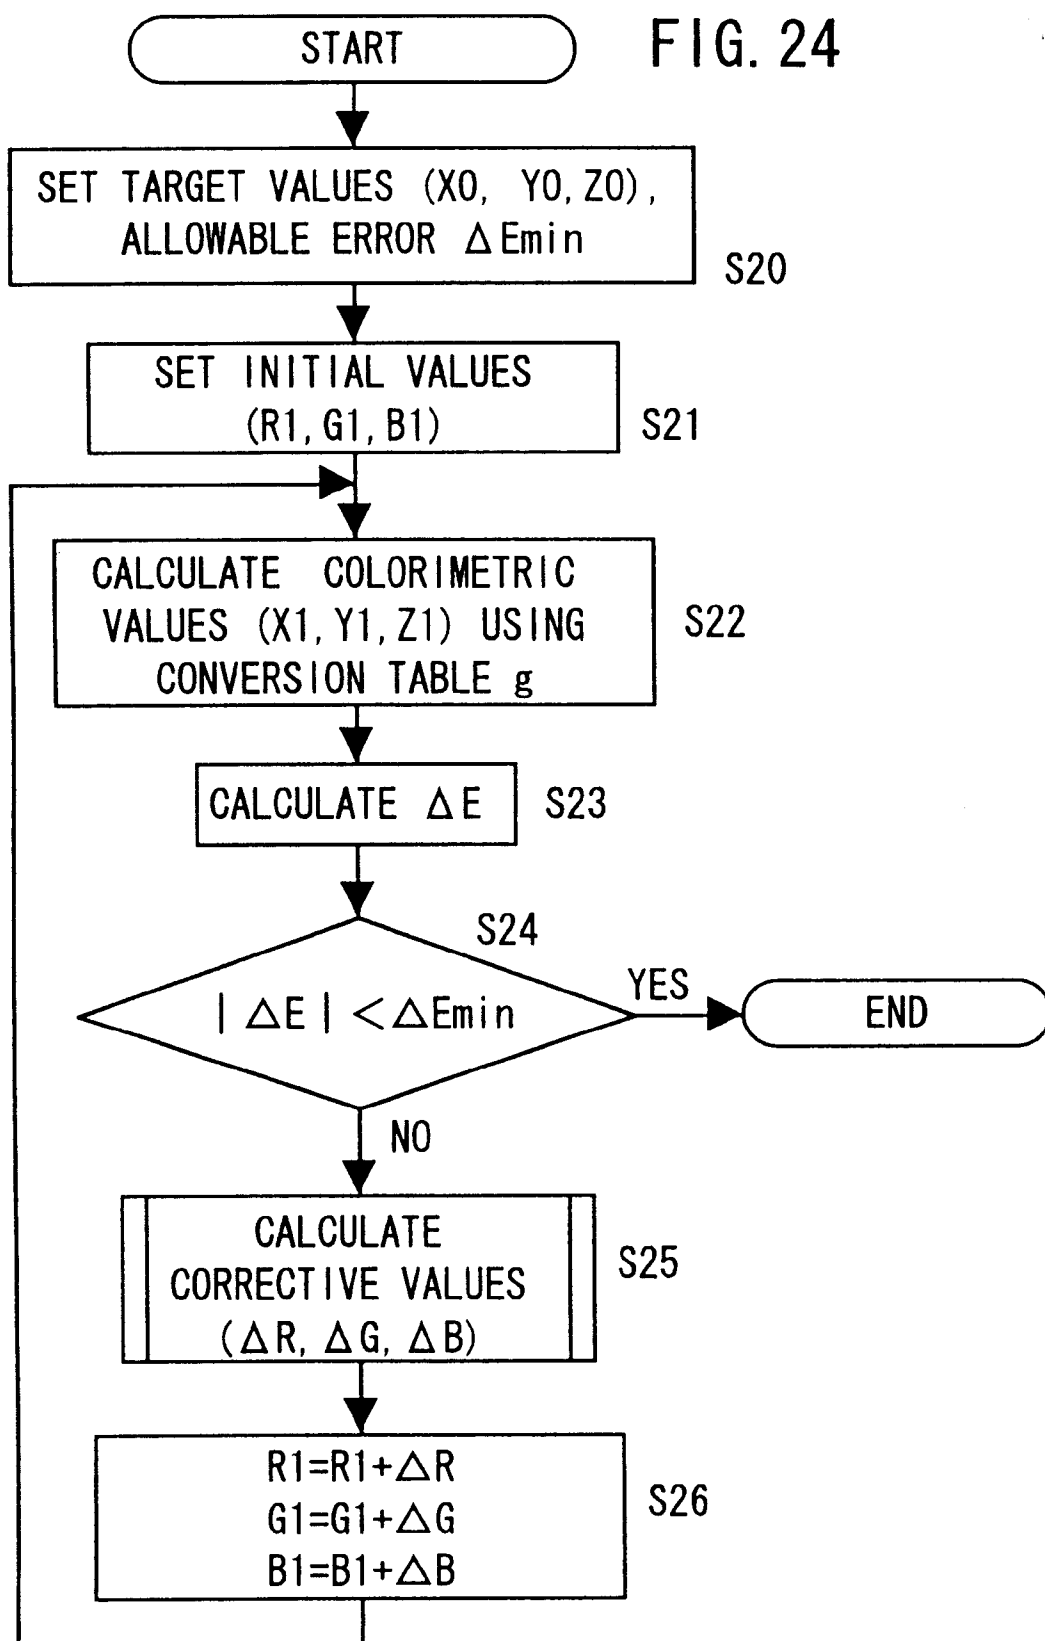 FIG. 24
START
SET TARGET VALUES (X0, Y0, Z0),
ALLOWABLE ERROR ΔEmin
S20
SET INITIAL VALUES
(R1, G1, B1)
S21
CALCULATE COLORIMETRIC
VALUES (X1, Y1, Z1) USING
CONVERSION TABLE g
S22
CALCULATE ΔE
S23
S24
| ΔE | < ΔEmin
YES
END
NO
CALCULATE
CORRECTIVE VALUES
(ΔR, ΔG, ΔB)
S25
R1=R1+ΔR
G1=G1+ΔG
B1=B1+ΔB
S26